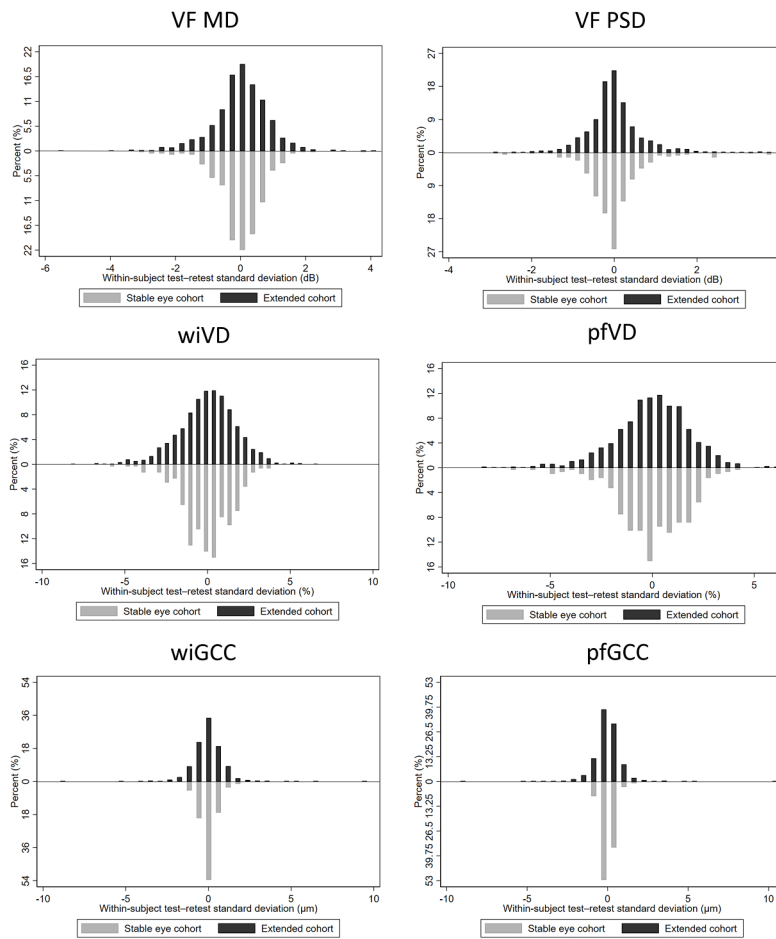 VF MD
22
16.5
11
5.5
0
5.5
11
16.5
22
Percent (%)
-6 -4 -2 0 2 4
Within-subject test–retest standard deviation (dB)
Stable eye cohort Extended cohort
VF PSD
27
18
9
0
9
18
27
Percent (%)
-4 -2 0 2
Within-subject test–retest standard deviation (dB)
Stable eye cohort Extended cohort
wiVD
16
12
8
4
0
4
8
12
16
Percent (%)
-10 -5 0 5 10
Within-subject test–retest standard deviation (%)
Stable eye cohort Extended cohort
pfVD
16
12
8
4
0
4
8
12
16
Percent (%)
-10 -5 0 5
Within-subject test–retest standard deviation (%)
Stable eye cohort Extended cohort
wiGCC
54
36
18
0
18
36
54
Percent (%)
-10 -5 0 5 10
Within-subject test–retest standard deviation (μm)
Stable eye cohort Extended cohort
pfGCC
53
39.75
26.5
13.25
0
13.25
26.5
39.75
53
Percent (%)
-10 -5 0 5 10
Within-subject test–retest standard deviation (μm)
Stable eye cohort Extended cohort